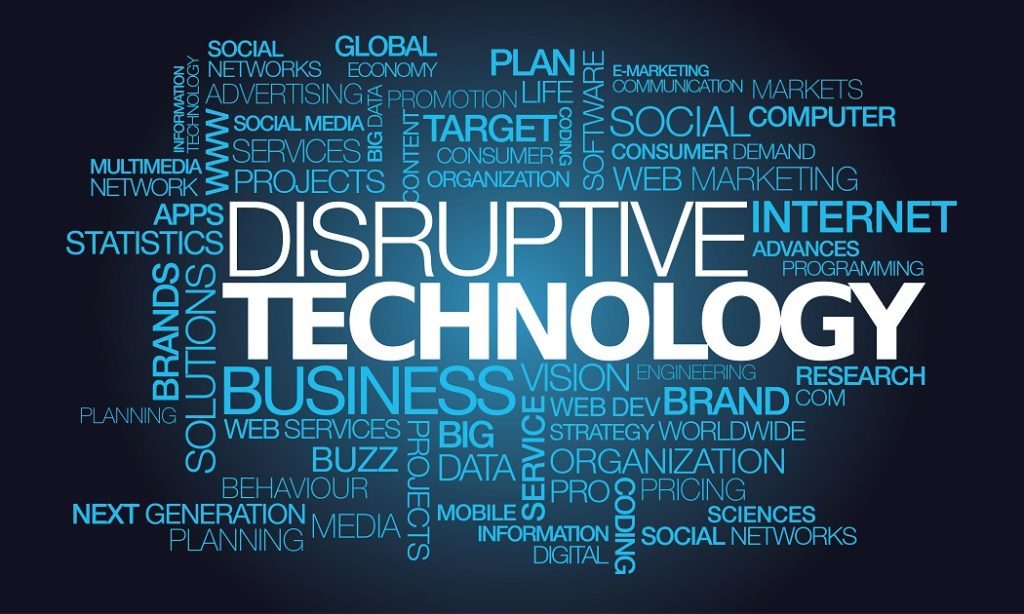 SOCIAL
NETWORKS
GLOBAL
ECONOMY
PLAN
LIFE
SOFTWARE
E-MARKETING
COMMUNICATION
MARKETS
INFORMATION
TECHNOLOGY
WWW
ADVERTISING
BIG DATA
PROMOTION
CONTENT
CODING
SOCIAL MEDIA
TARGET
SOCIAL
COMPUTER
SERVICES
CONSUMER
CONSUMER DEMAND
MULTIMEDIA
NETWORK
PROJECTS
ORGANIZATION
WEB MARKETING
APPS
STATISTICS
DISRUPTIVE
INTERNET
ADVANCES
PROGRAMMING
BRANDS
SOLUTIONS
TECHNOLOGY
BUSINESS
VISION
ENGINEERING
RESEARCH
COM
PLANNING
WEB DEV
BRAND
WEB SERVICES
PROJECTS
BIG
DATA
SERVICE
STRATEGY
WORLDWIDE
BUZZ
ORGANIZATION
BEHAVIOUR
PRO
CODING
PRICING
NEXT GENERATION
PLANNING
MEDIA
MOBILE
INFORMATION
DIGITAL
SCIENCES
SOCIAL NETWORKS